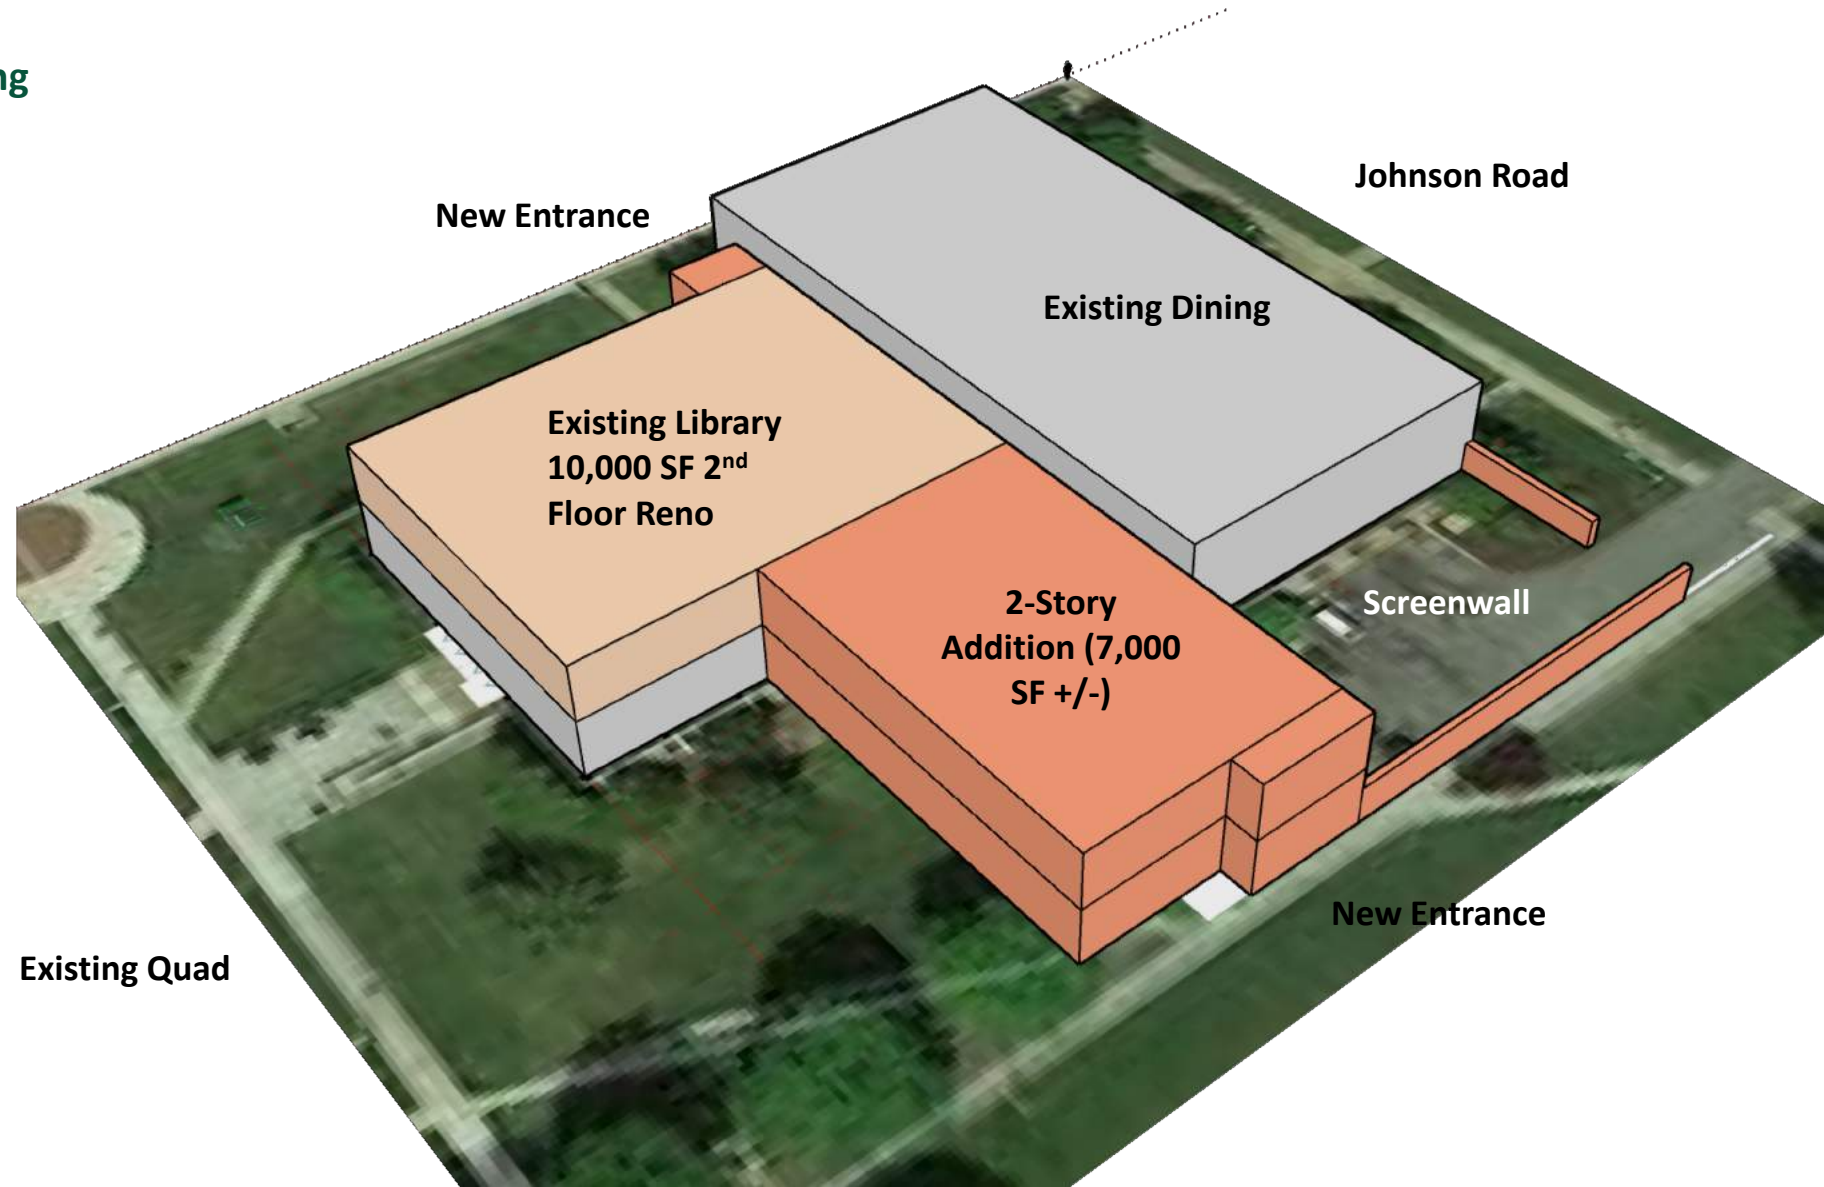 ng
Johnson Road
New Entrance
Existing Dining
Existing Library
10,000 SF 2nd
Floor Reno
2-Story
Addition (7,000
SF +/-)
Screenwall
New Entrance
Existing Quad